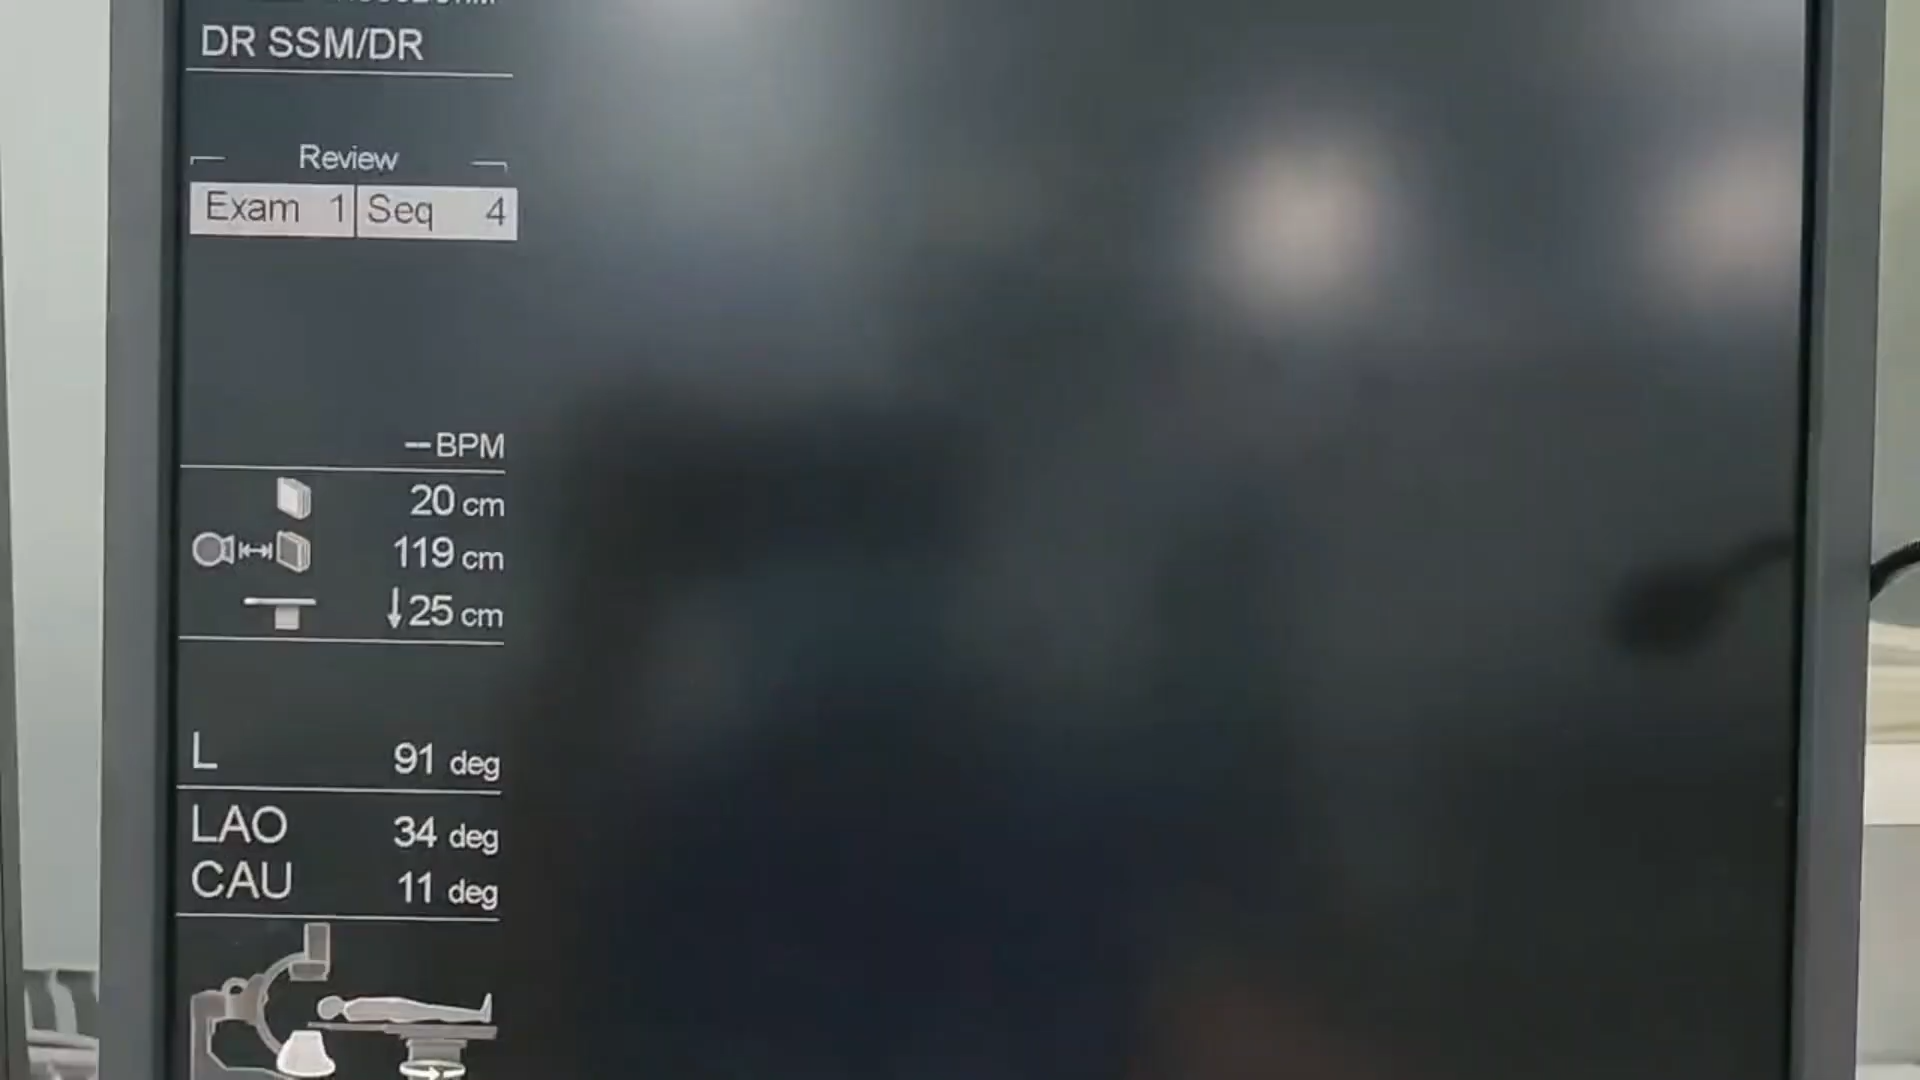 DR SSM/DR
Review
Exam 1 Seq 4
--BPM
20 cm
119 cm
↓25 cm
L 91 deg
LAO 34 deg
CAU 11 deg